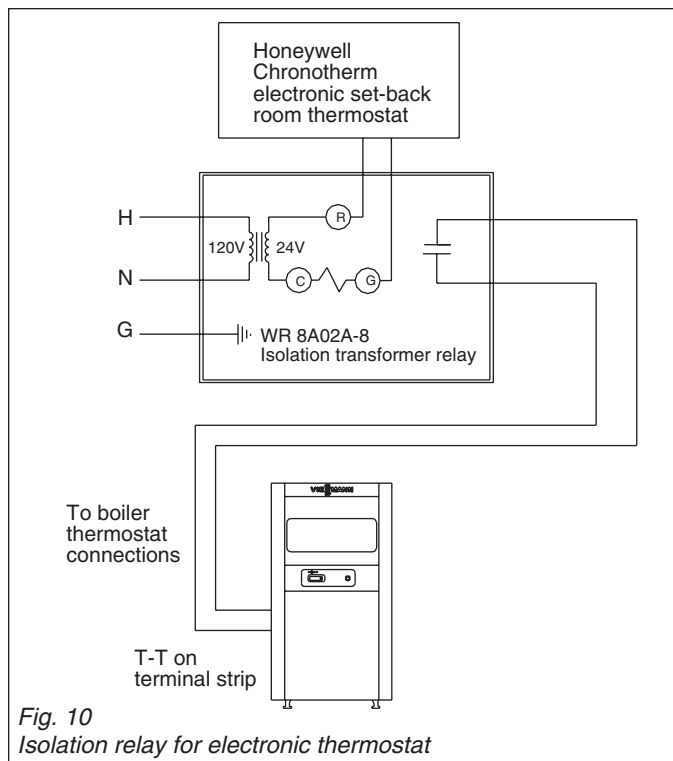 Honeywell
Chronotherm
electronic set-back
room thermostat
H
R
120V 24V
N
C
G
G
WR 8A02A-8
Isolation transformer relay
VIESSMANN
To boiler
thermostat
connections
T-T on
terminal strip
Fig. 10
Isolation relay for electronic thermostat